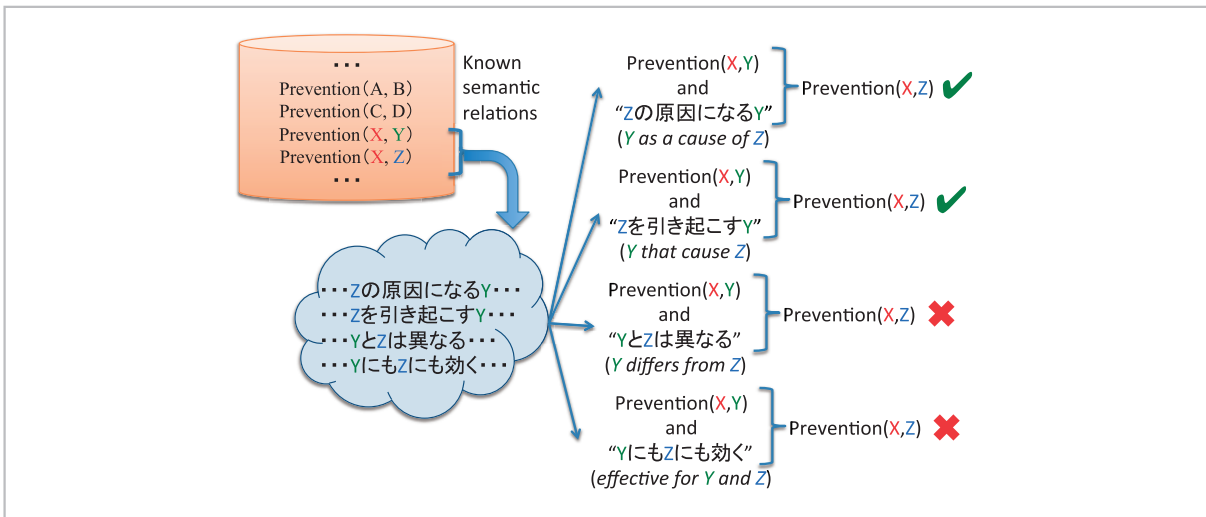 ・・・
Prevention(A, B)
Prevention(C, D)
Prevention(X, Y)
Prevention(X, Z)
・・・
Known
semantic
relations
・・・Zの原因になるY・・・
・・・Zを引き起こすY・・・
・・・YとZは異なる・・・
・・・YにもZにも効く・・・
Prevention(X,Y)
and
“Zの原因になるY”
(Y as a cause of Z)
Prevention(X,Z) ✔
Prevention(X,Y)
and
“Zを引き起こすY”
(Y that cause Z)
Prevention(X,Z) ✔
Prevention(X,Y)
and
“YとZは異なる”
(Y differs from Z)
Prevention(X,Z) ✖
Prevention(X,Y)
and
“YにもZにも効く”
(effective for Y and Z)
Prevention(X,Z) ✖